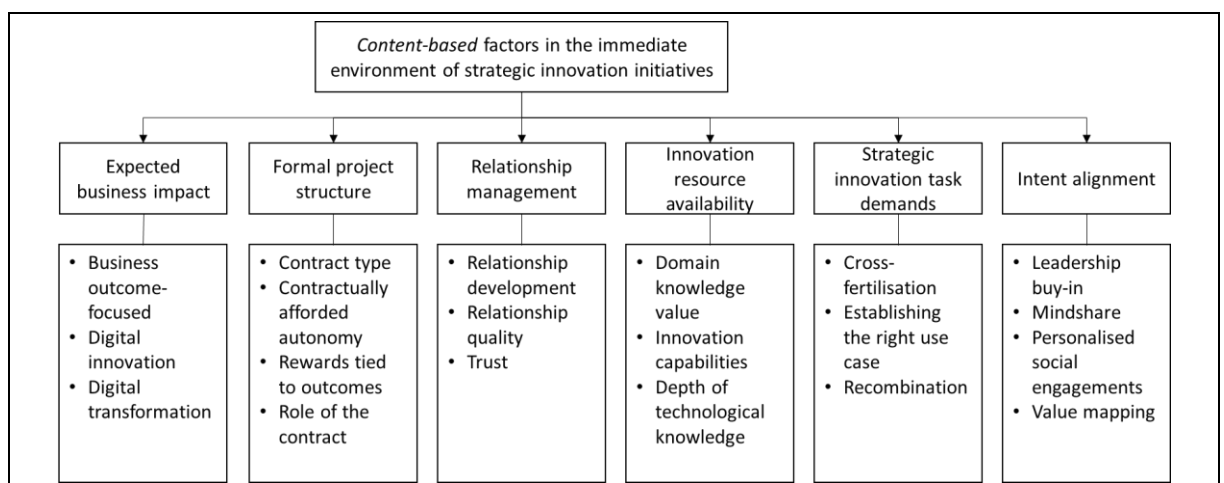 Content-based factors in the immediate
environment of strategic innovation initiatives
Expected
business impact
Formal project
structure
Relationship
management
Innovation
resource
availability
Strategic
innovation task
demands
Intent alignment
• Business
outcome-
focused
• Digital
innovation
• Digital
transformation
• Contract type
• Contractually
afforded
autonomy
• Rewards tied
to outcomes
• Role of the
contract
• Relationship
development
• Relationship
quality
• Trust
• Domain
knowledge
value
• Innovation
capabilities
• Depth of
technological
knowledge
• Cross-
fertilisation
• Establishing
the right use
case
• Recombination
• Leadership
buy-in
• Mindshare
• Personalised
social
engagements
• Value mapping